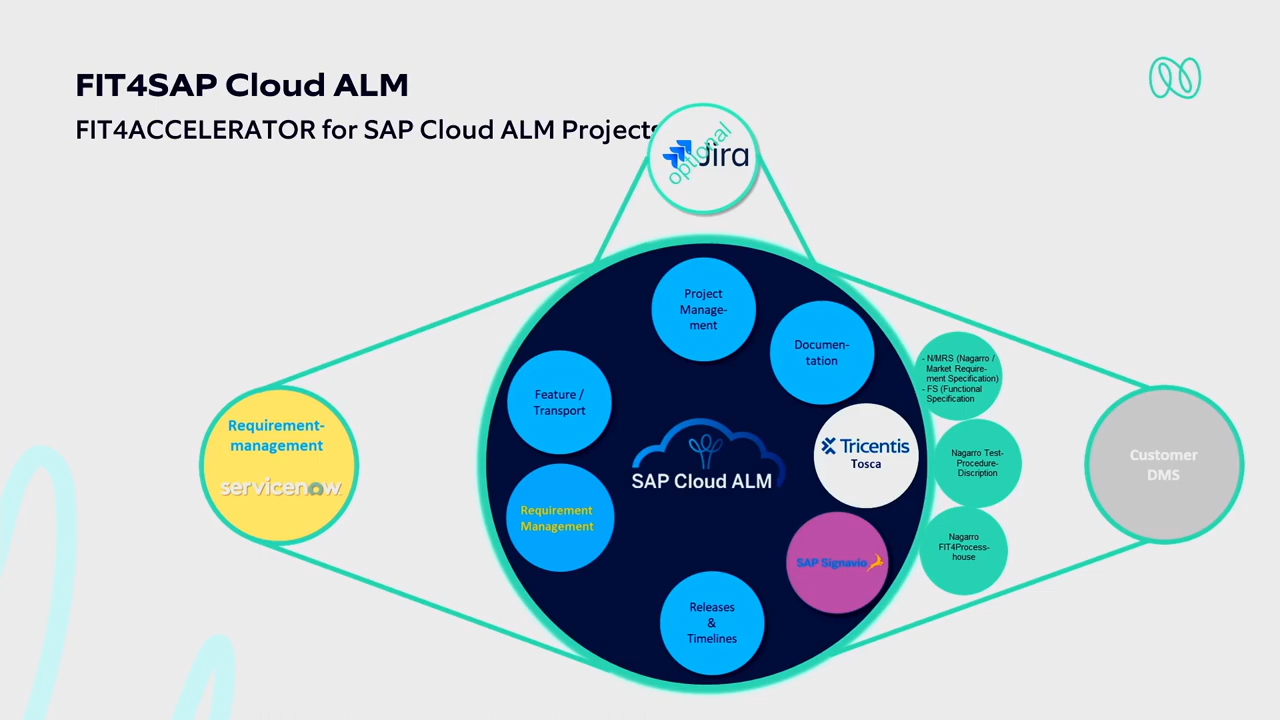 FIT4SAP Cloud ALM
FIT4ACCELERATOR for SAP Cloud ALM Projects
Jira
optional
Project
Manage-
ment
Documen-
tation
Feature /
Transport
- N/MRS (Nagarro /
Market Require-
ment Specification)
- FS (Functional
Specification
Requirement-
management
servicenow
Tricentis
Tosca
Nagarro Test-
Procedure-
Discription
Customer
DMS
SAP Cloud ALM
Requirement
Management
SAP Signavio
Nagarro
FIT4Process-
house
Releases
&
Timelines